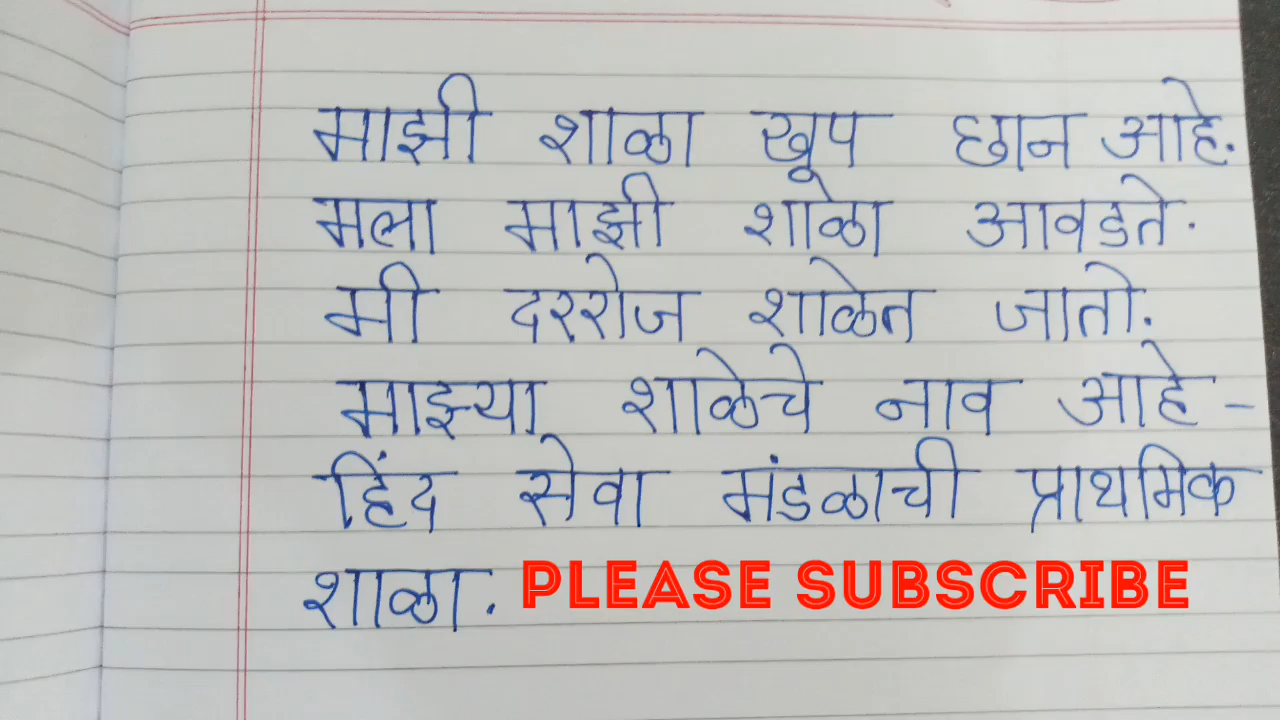 माझी शाळा खूप छान आहे.
मला माझी शाळा आवडते.
मी दररोज शाळेत जातो.
माझ्या शाळेचे नाव आहे -
हिंद सेवा मंडळाची प्राथमिक
शाळा. PLEASE SUBSCRIBE